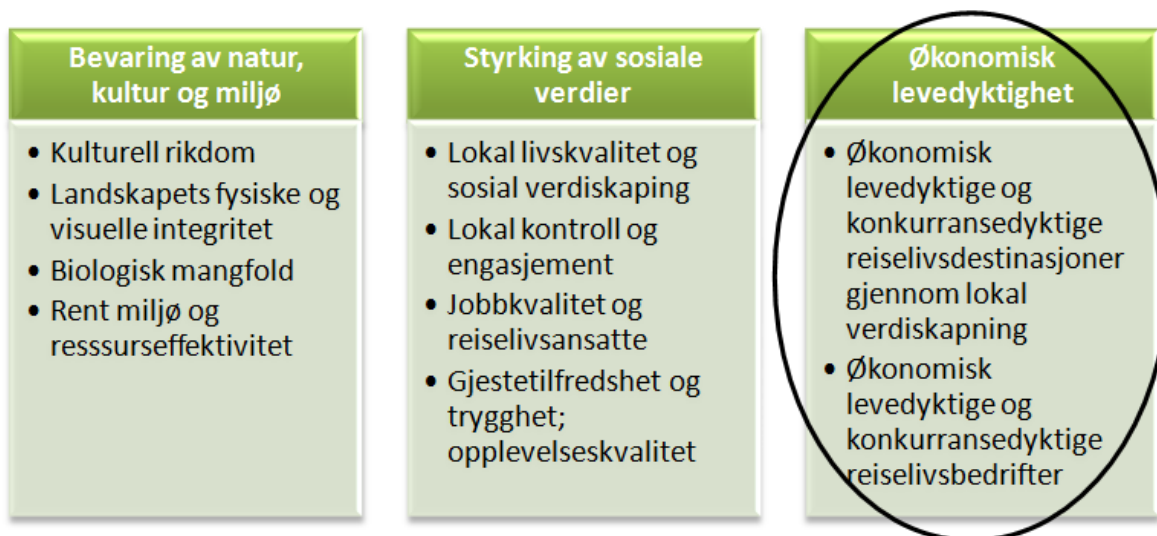 Bevaring av natur,
kultur og miljø
• Kulturell rikdom
• Landskapets fysiske og
visuelle integritet
• Biologisk mangfold
• Rent miljø og
resssurseffektivitet
Styrking av sosiale
verdier
• Lokal livskvalitet og
sosial verdiskaping
• Lokal kontroll og
engasjement
• Jobbkvalitet og
reiselivsansatte
• Gjestetilfredshet og
trygghet;
opplevelseskvalitet
Økonomisk
levedyktighet
• Økonomisk
levedyktige og
konkurransedyktige
reiselivsdestinasjoner
gjennom lokal
verdiskapning
• Økonomisk
levedyktige og
konkurransedyktige
reiselivsbedrifter